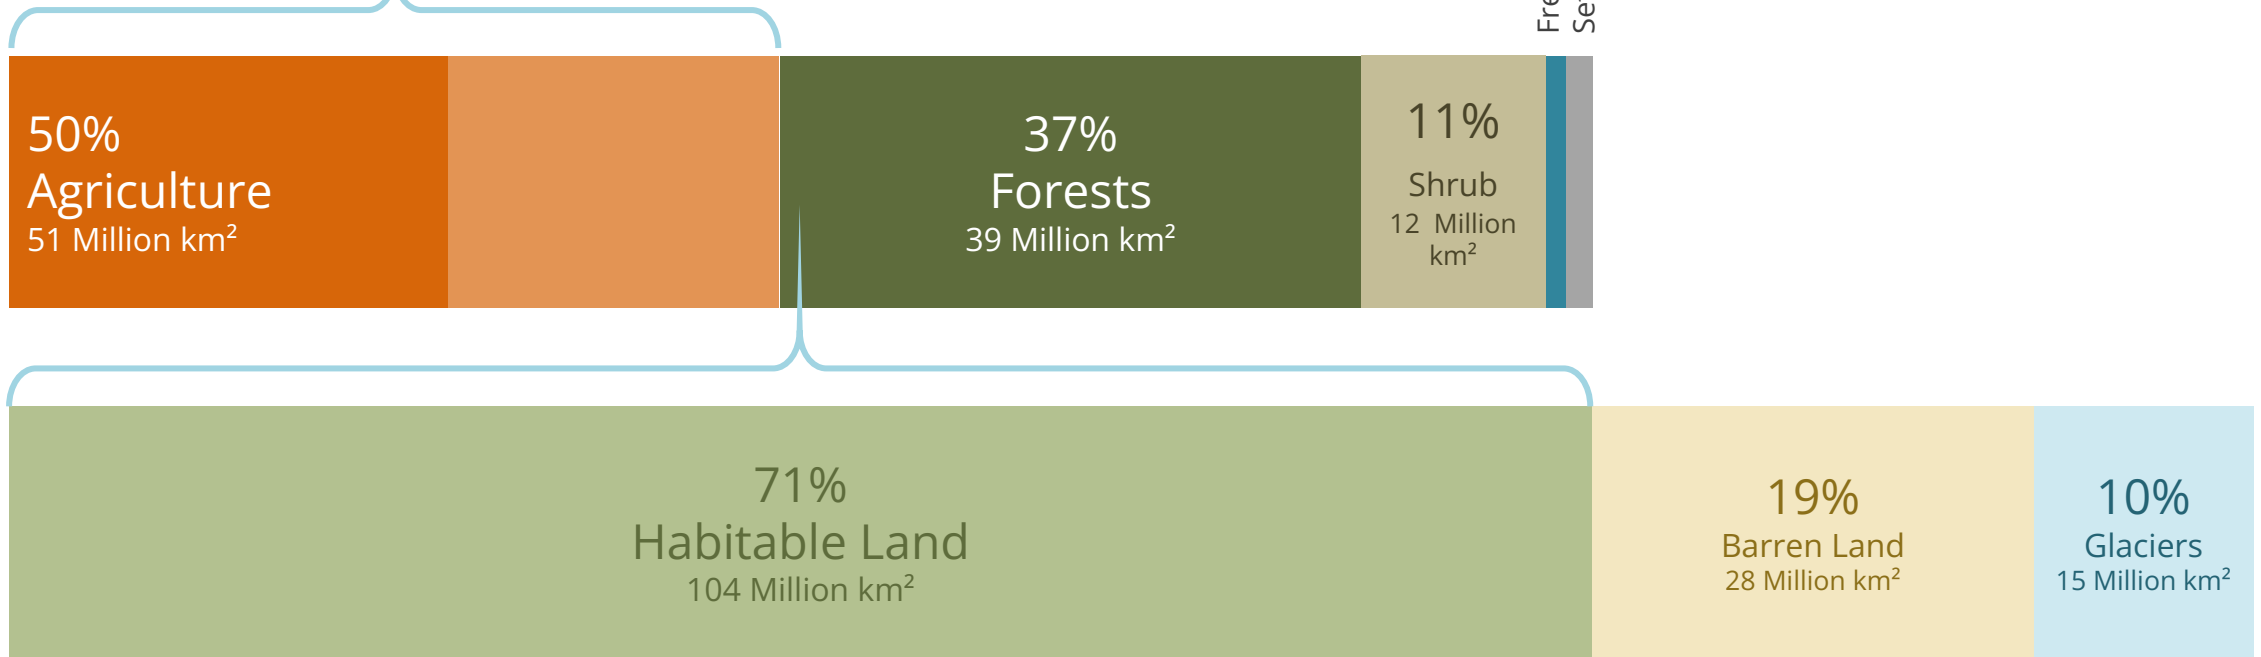 50%
Agriculture
51 Million km²
37%
Forests
39 Million km²
11%
Shrub
12 Million
km²
71%
Habitable Land
104 Million km²
19%
Barren Land
28 Million km²
10%
Glaciers
15 Million km²